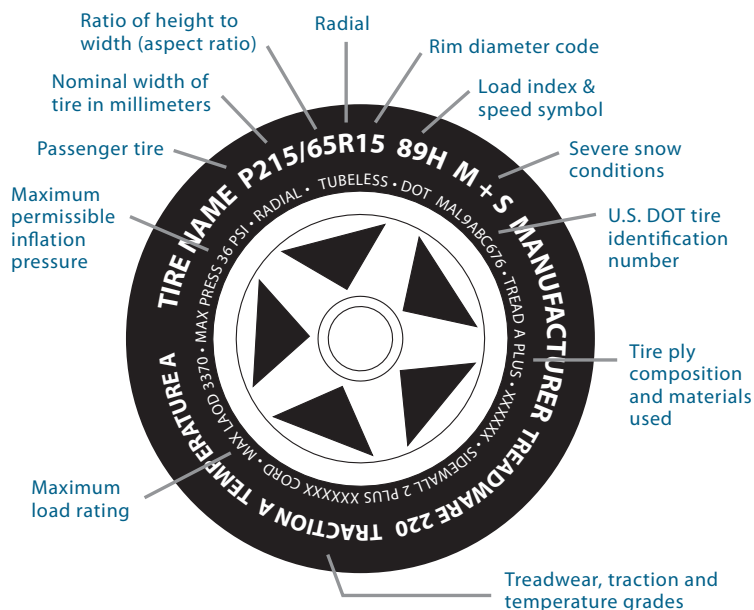 Ratio of height to
width (aspect ratio)
Radial
Rim diameter code
Nominal width of
tire in millimeters
Load index &
speed symbol
Passenger tire
Severe snow
conditions
Maximum
permissible
inflation
pressure
U.S. DOT tire
identification
number
Tire ply
composition
and materials
used
Maximum
load rating
Treadwear, traction and
temperature grades
TIRE NAME P215/65R15 89H M+S MANUFACTURER TREADWARE 220 TRACTION A TEMPERATURE A
MAX PRESS 36 PSI • RADIAL • TUBELESS • DOT MAL9ABC676 • TREAD A PLUS • XXXXXX • SIDEWALL 2 PLUS XXXXXX CORD • MAX LAOD 3370 •